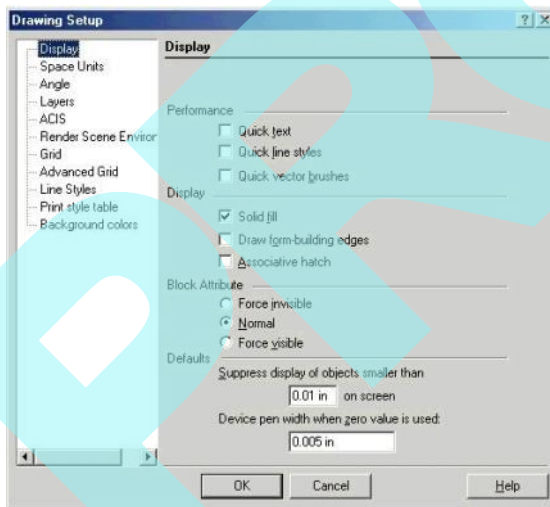 Drawing Setup
Display
Space Units
Angle
Layers
ACIS
Render Scene Enviror
Grid
Advanced Grid
Line Styles
Print style table
Background colors
Display
Performance
Quick text
Quick line styles
Quick vector brushes
Display
Solid fill
Draw form-building edges
Associative hatch
Block Attribute
Force invisible
Normal
Force visible
Defaults
Suppress display of objects smaller than
0.01 in on screen
Device pen width when zero value is used:
0.005 in
OK Cancel Help